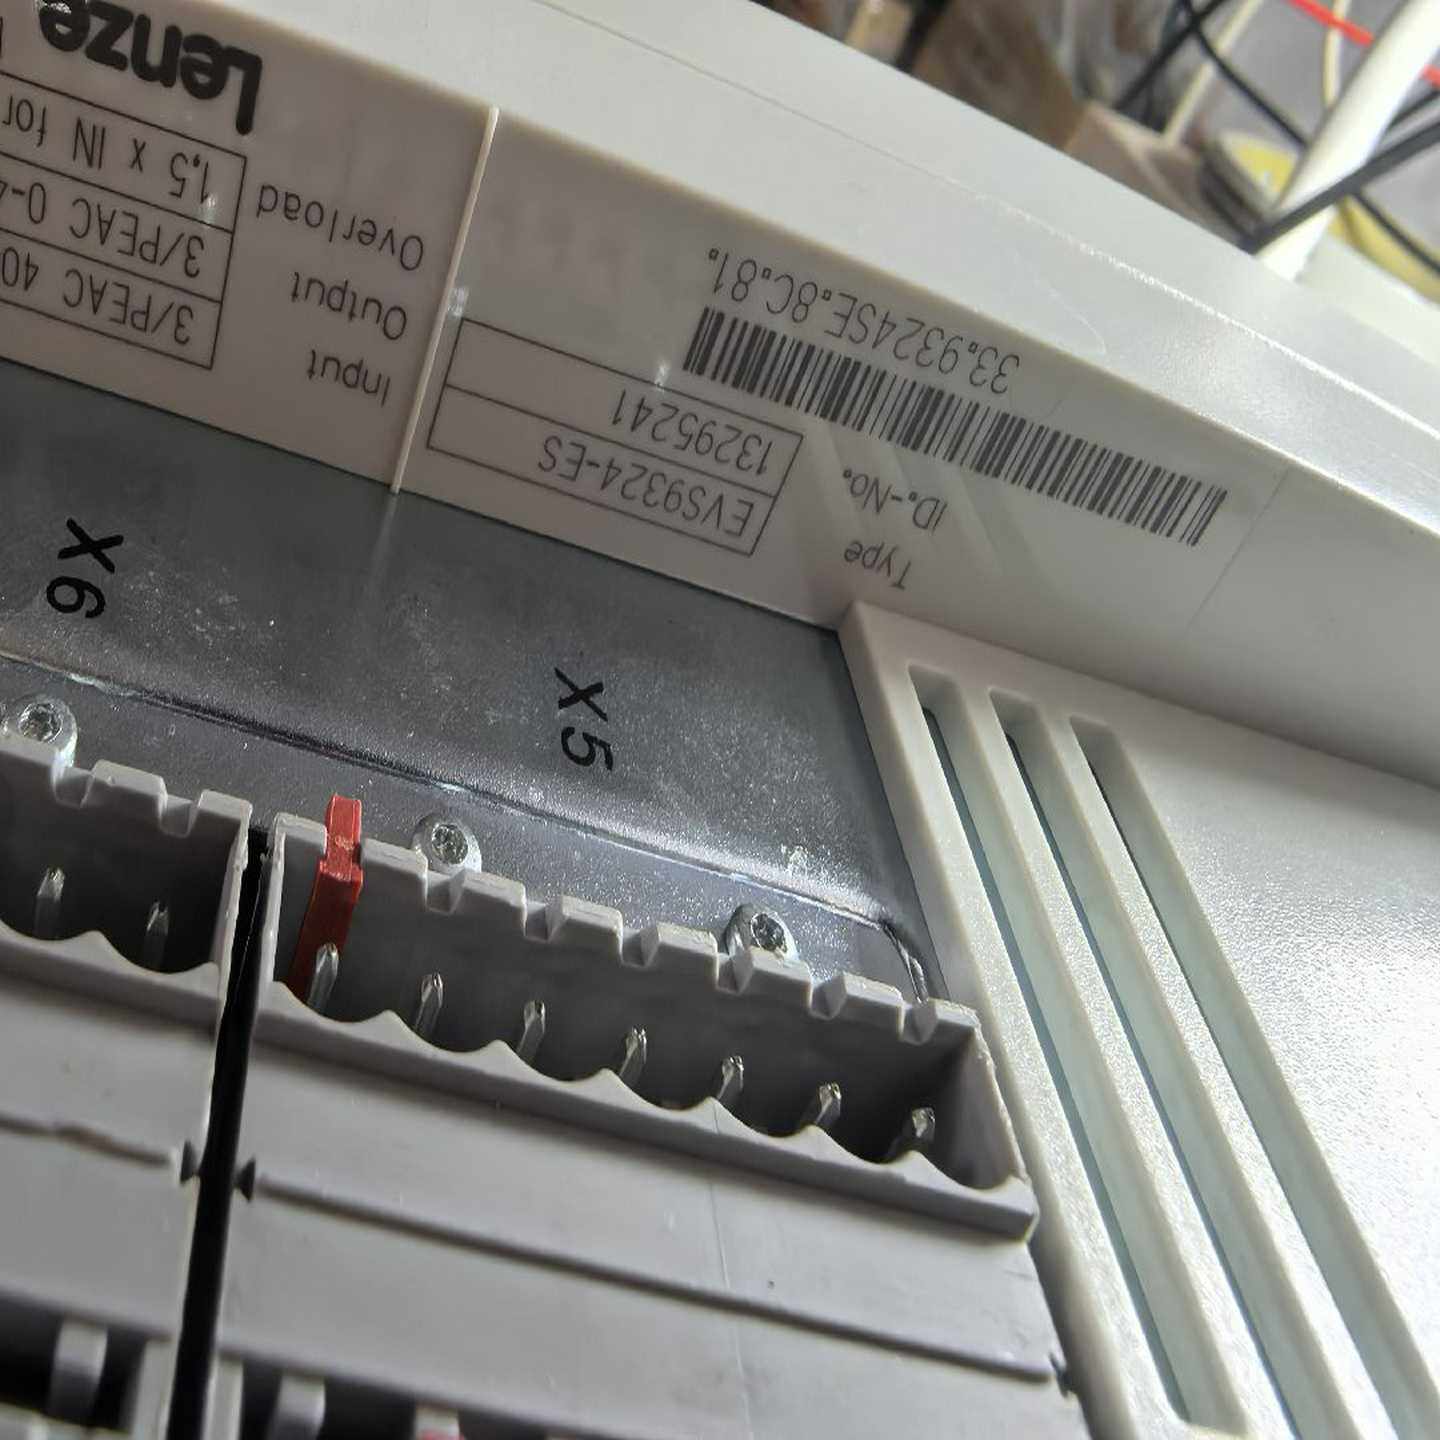 Type EVS9324-ES
ID.-No. 13295241
33.9324SE.8C.81.
Lenze
Input 3/PEAC 40
Output 3/PEAC 0-4
Overload 1,5 x IN for
X5
X6